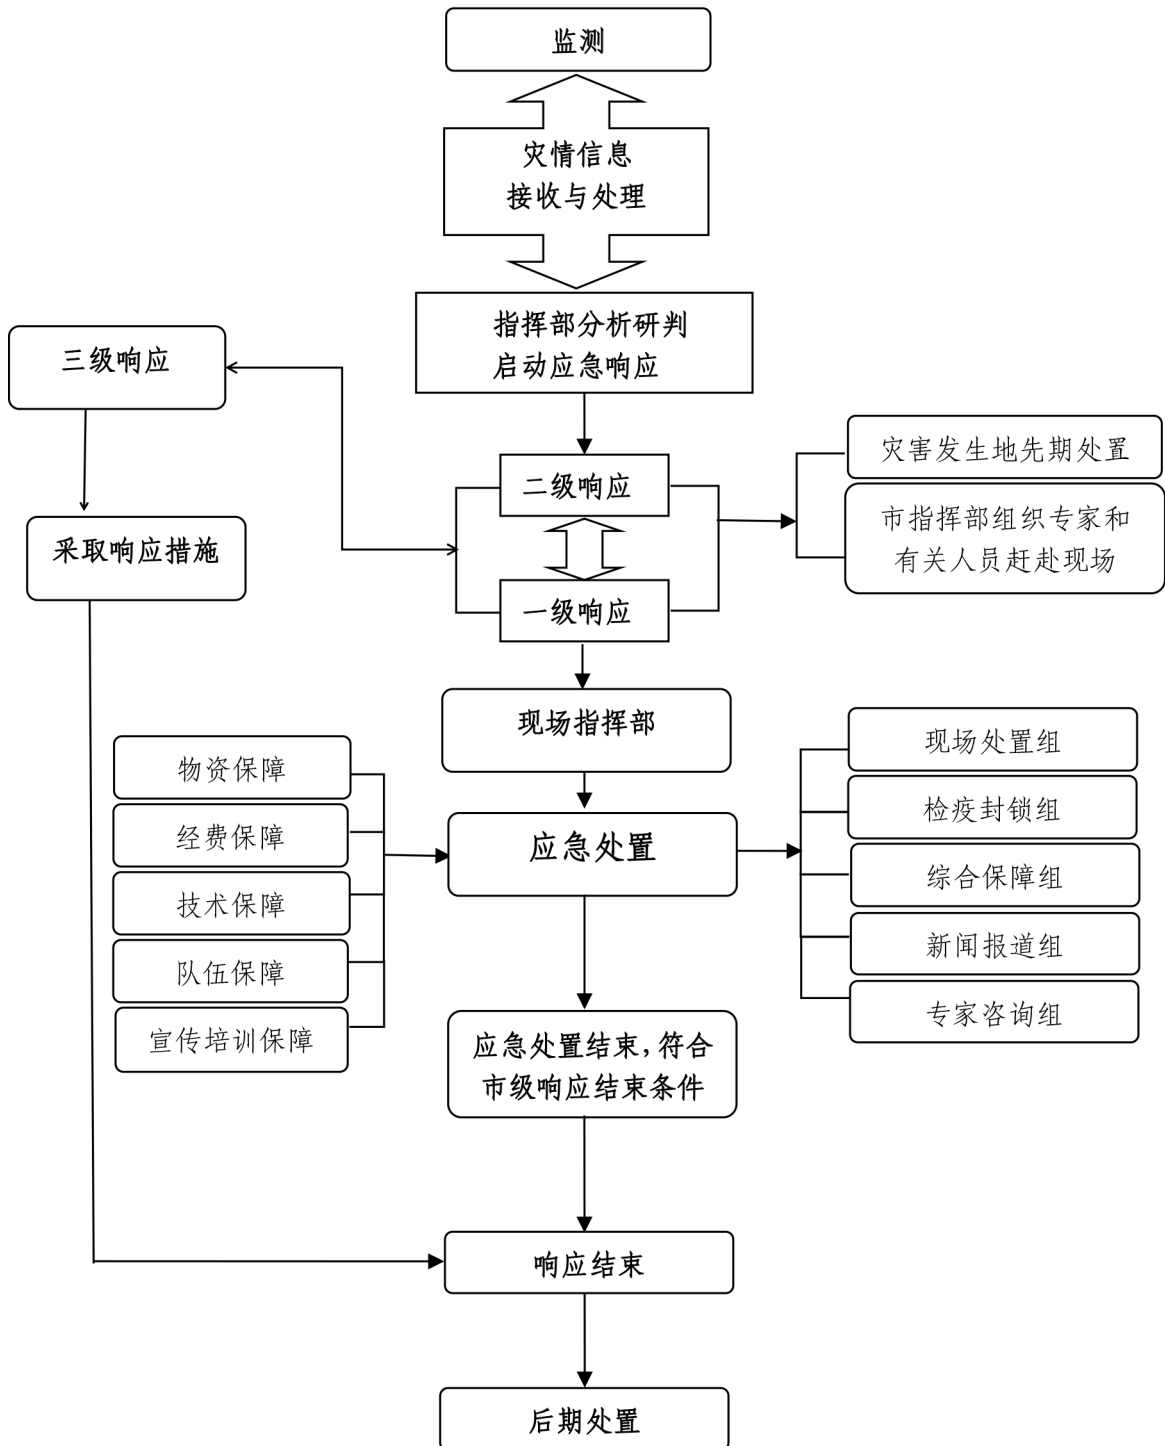 监测
灾情信息
接收与处理
指挥部分析研判
启动应急响应
三级响应
采取响应措施
二级响应
一级响应
灾害发生地先期处置
市指挥部组织专家和
有关人员赶赴现场
现场指挥部
物资保障
经费保障
技术保障
队伍保障
宣传培训保障
应急处置
现场处置组
检疫封锁组
综合保障组
新闻报道组
专家咨询组
应急处置结束，符合
市级响应结束条件
响应结束
后期处置